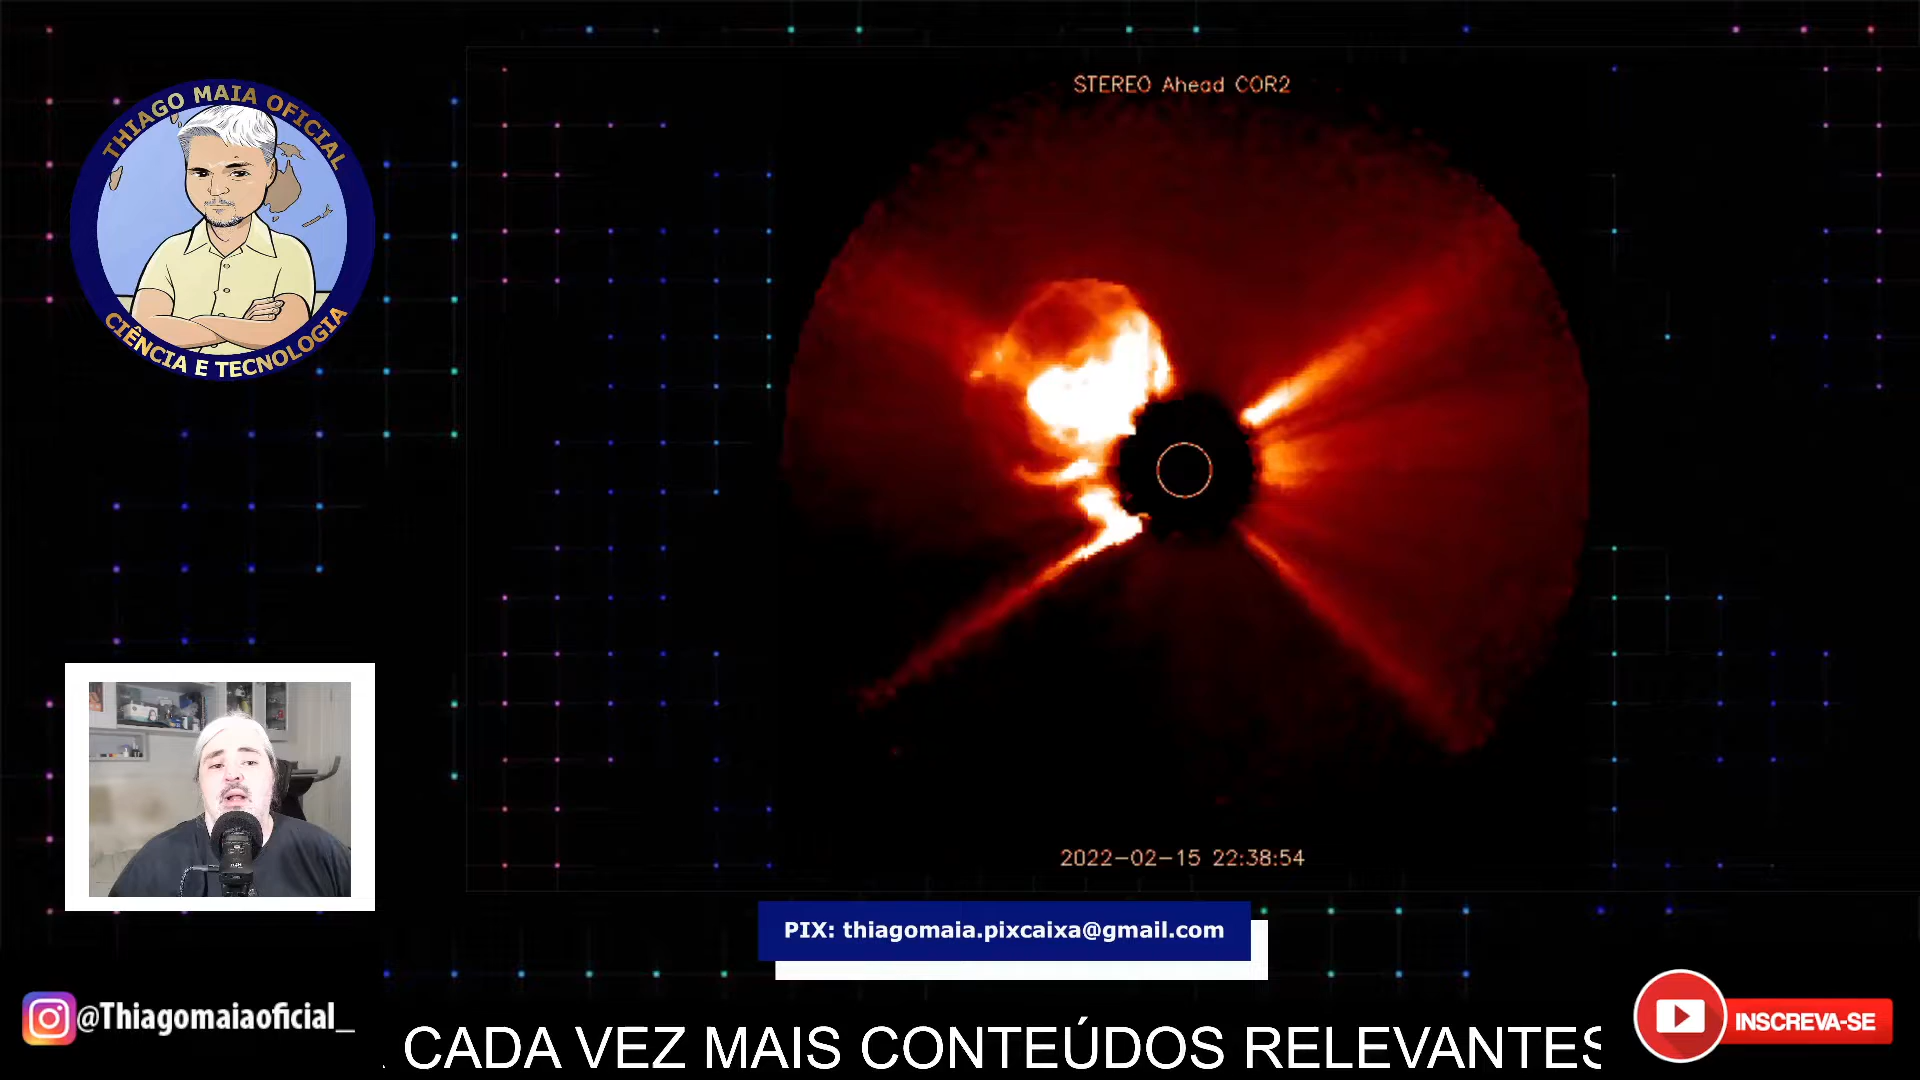 THIAGO MAIA OFICIAL
CIÊNCIA E TECNOLOGIA
STEREO Ahead COR2
2022-02-15 22:38:54
PIX: thiagomaia.pixcaixa@gmail.com
@Thiagomaiaoficial_
. CADA VEZ MAIS CONTEÚDOS RELEVANTES
INSCREVA-SE